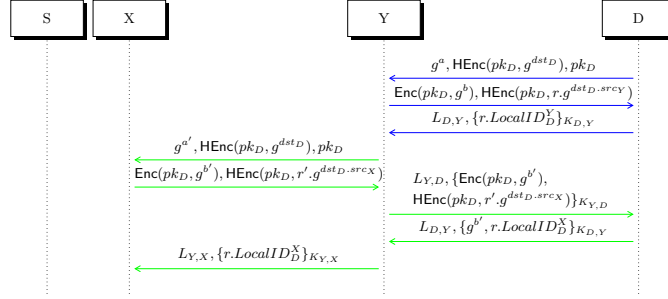 S X Y D
g^a, HEnc(pk_D, g^{dst_D}), pk_D
Enc(pk_D, g^b), HEnc(pk_D, r.g^{dst_D.src_Y})
L_{D,Y}, {r.LocalID_D^Y}_{K_{D,Y}}
g^{a'}, HEnc(pk_D, g^{dst_D}), pk_D
Enc(pk_D, g^{b'}), HEnc(pk_D, r'.g^{dst_D.src_X})
L_{Y,D}, {Enc(pk_D, g^{b'}),
HEnc(pk_D, r'.g^{dst_D.src_X})}_{K_{Y,D}}
L_{D,Y}, {g^{b'}, r.LocalID_D^X}_{K_{D,Y}}
L_{Y,X}, {r.LocalID_D^X}_{K_{Y,X}}